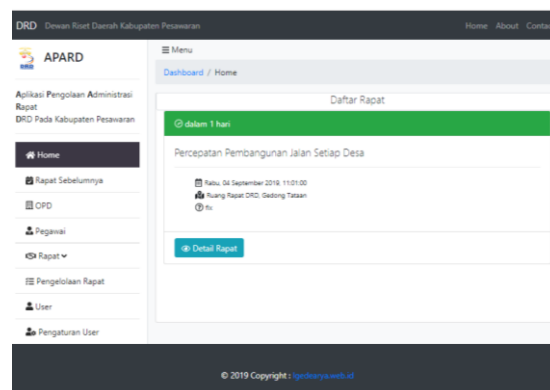 DRD Dewan Riset Daerah Kabupaten Pesawaran
Home About Contac
DRD
APARD
Aplikasi Pengolaan Administrasi
Rapat
DRD Pada Kabupaten Pesawaran
Home
Rapat Sebelumnya
OPD
Pegawai
Rapat
Pengelolaan Rapat
User
Pengaturan User
Menu
Dashboard / Home
Daftar Rapat
dalam 1 hari
Percepatan Pembangunan Jalan Setiap Desa
Rabu, 04 September 2019, 11:01:00
Ruang Rapat DRD, Gedong Tataan
fix
Detail Rapat
© 2019 Copyright :